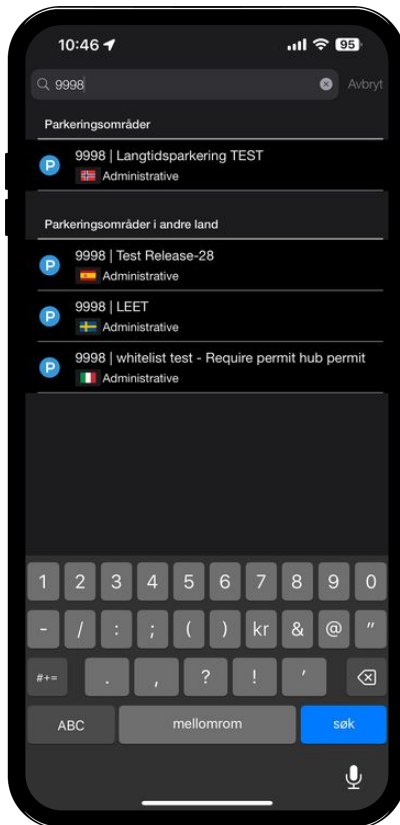 10:46
95
9998
Avbryt
Parkeringsområder
P
9998 | Langtidsparkering TEST
Administrative
Parkeringsområder i andre land
P
9998 | Test Release-28
Administrative
P
9998 | LEET
Administrative
P
9998 | whitelist test - Require permit hub permit
Administrative
1 2 3 4 5 6 7 8 9 0
- / : ; ( ) kr & @ "
#+= . , ? ! '
ABC mellomrom søk